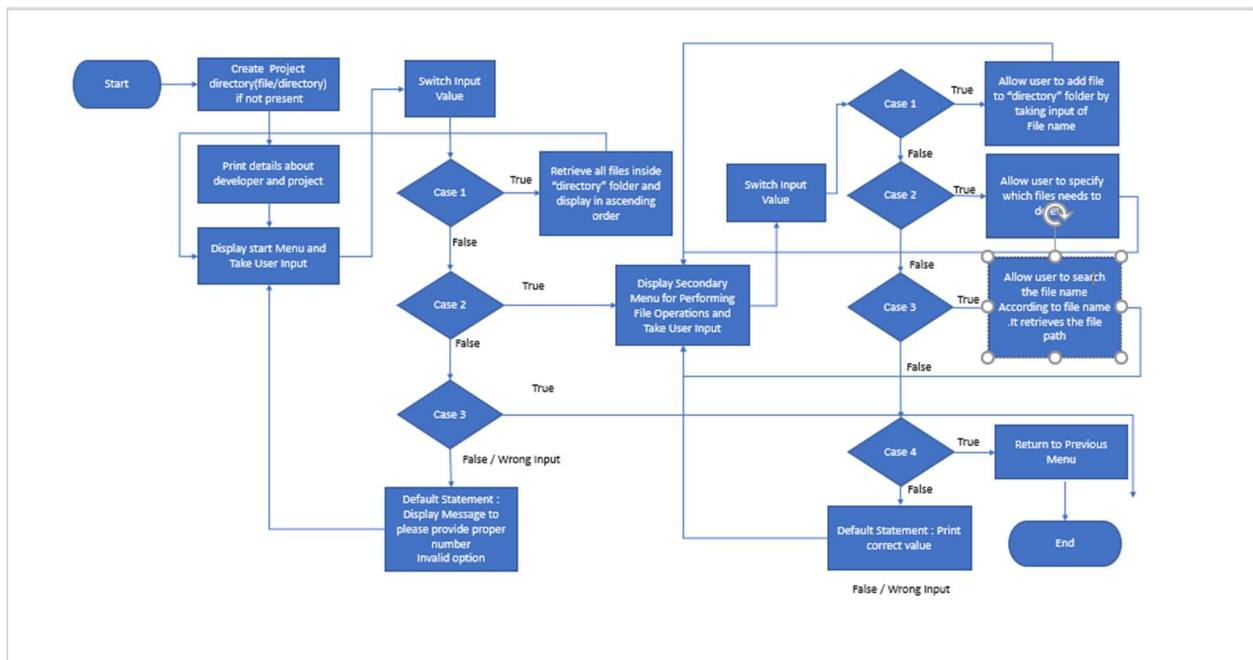 Start
Create Project
directory(file/directory)
if not present
Print details about
developer and project
Display start Menu and
Take User Input
Switch Input
Value
Case 1
True
Retrieve all files inside
"directory" folder and
display in ascending
order
False
Case 2
True
False
Case 3
True
False / Wrong Input
Default Statement :
Display Message to
please provide proper
number
Invalid option
Display Secondary
Menu for Performing
File Operations and
Take User Input
Switch Input
Value
Case 1
True
Allow user to add file
to "directory" folder by
taking input of
File name
False
Case 2
True
Allow user to specify
which files needs to
False
Case 3
True
Allow user to search
the file name
According to file name
.It retrieves the file
path
False
Case 4
True
Return to Previous
Menu
False
Default Statement : Print
correct value
False / Wrong Input
End